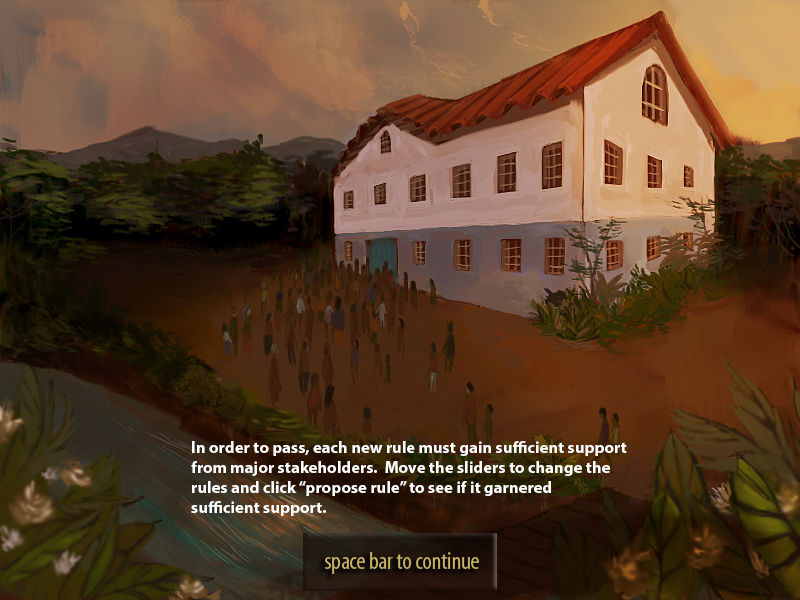 In order to pass, each new rule must gain sufficient support
from major stakeholders.  Move the sliders to change the
rules and click “propose rule” to see if it garnered
sufficient support.
space bar to continue